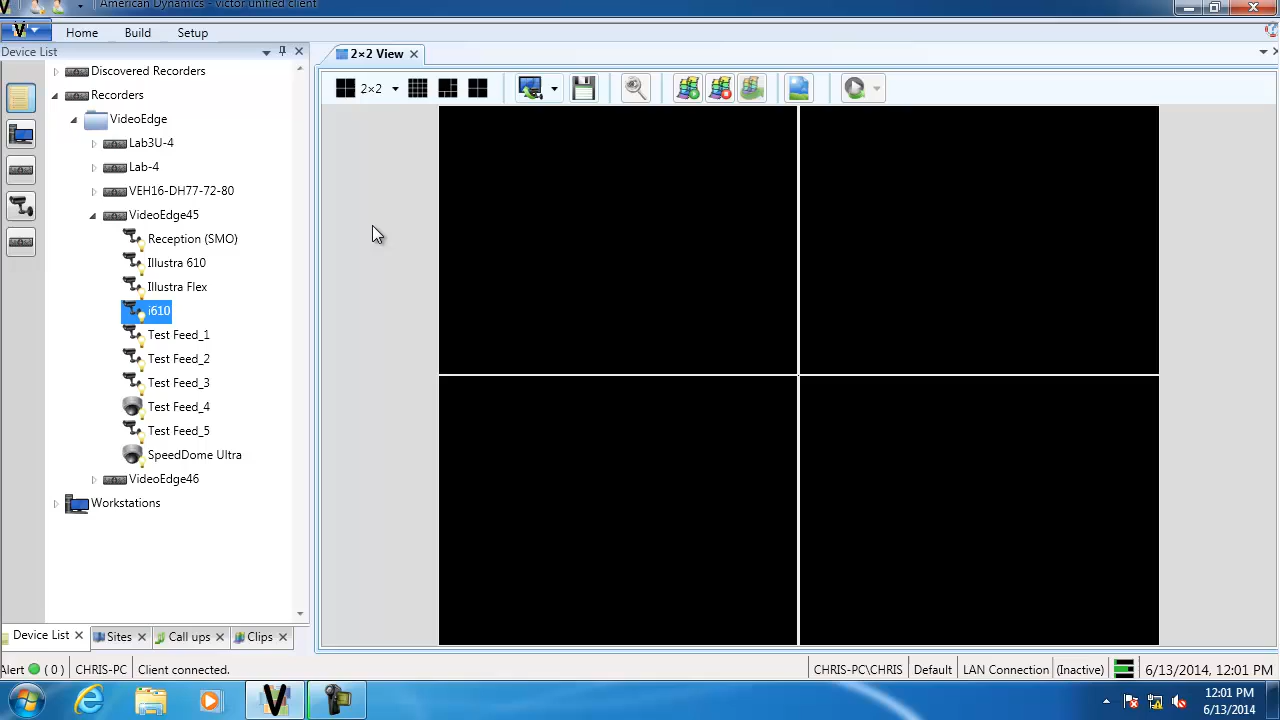 American Dynamics - victor unified client
Home
Build
Setup
Device List
2×2 View
2×2
Discovered Recorders
Recorders
VideoEdge
Lab3U-4
Lab-4
VEH16-DH77-72-80
VideoEdge45
Reception (SMO)
Illustra 610
Illustra Flex
i610
Test Feed_1
Test Feed_2
Test Feed_3
Test Feed_4
Test Feed_5
SpeedDome Ultra
VideoEdge46
Workstations
Device List
Sites
Call ups
Clips
Alert ( 0 )
CHRIS-PC
Client connected.
CHRIS-PC\CHRIS
Default
LAN Connection
(Inactive)
6/13/2014, 12:01 PM
12:01 PM
6/13/2014